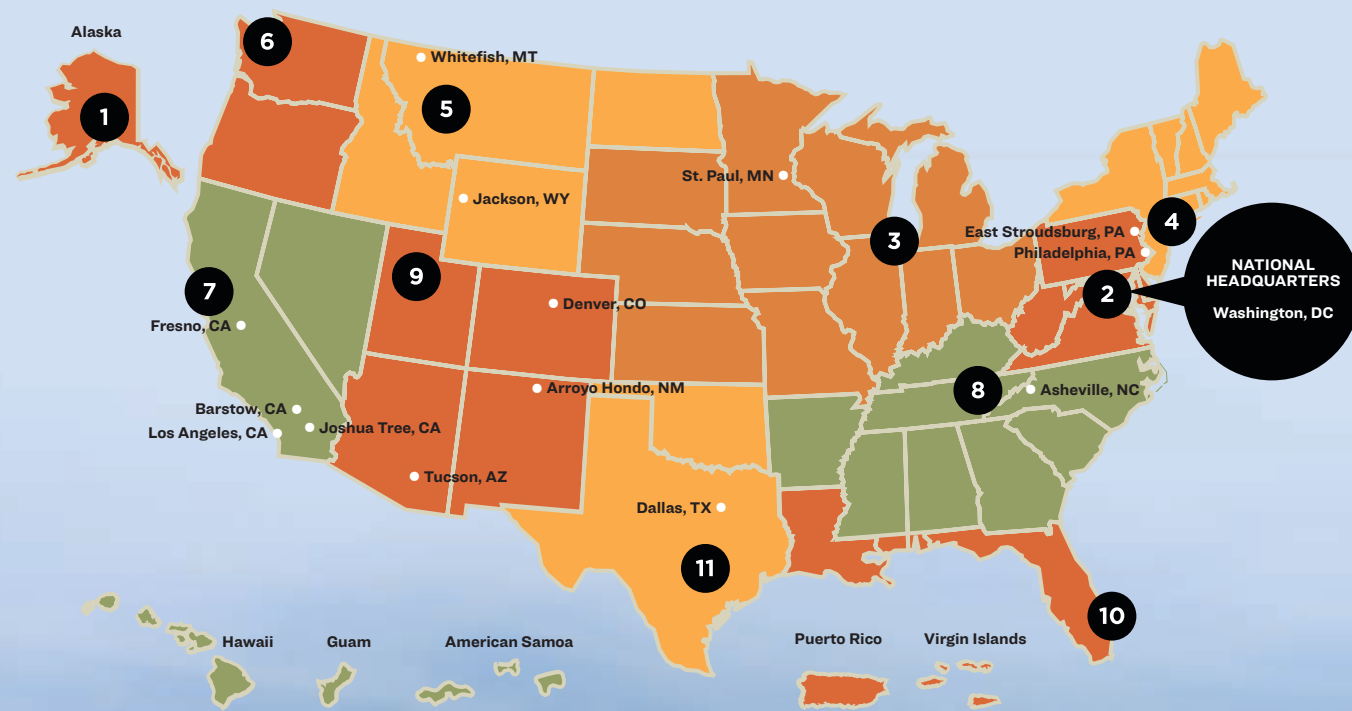 Alaska
6
Whitefish, MT
1
5
St. Paul, MN
Jackson, WY
4
East Stroudsburg, PA
3
Philadelphia, PA
NATIONAL
HEADQUARTERS
Washington, DC
9
7
2
Denver, CO
Fresno, CA
Arroyo Hondo, NM
8
Asheville, NC
Barstow, CA
Joshua Tree, CA
Los Angeles, CA
Tucson, AZ
Dallas, TX
11
10
Hawaii
Guam
American Samoa
Puerto Rico
Virgin Islands